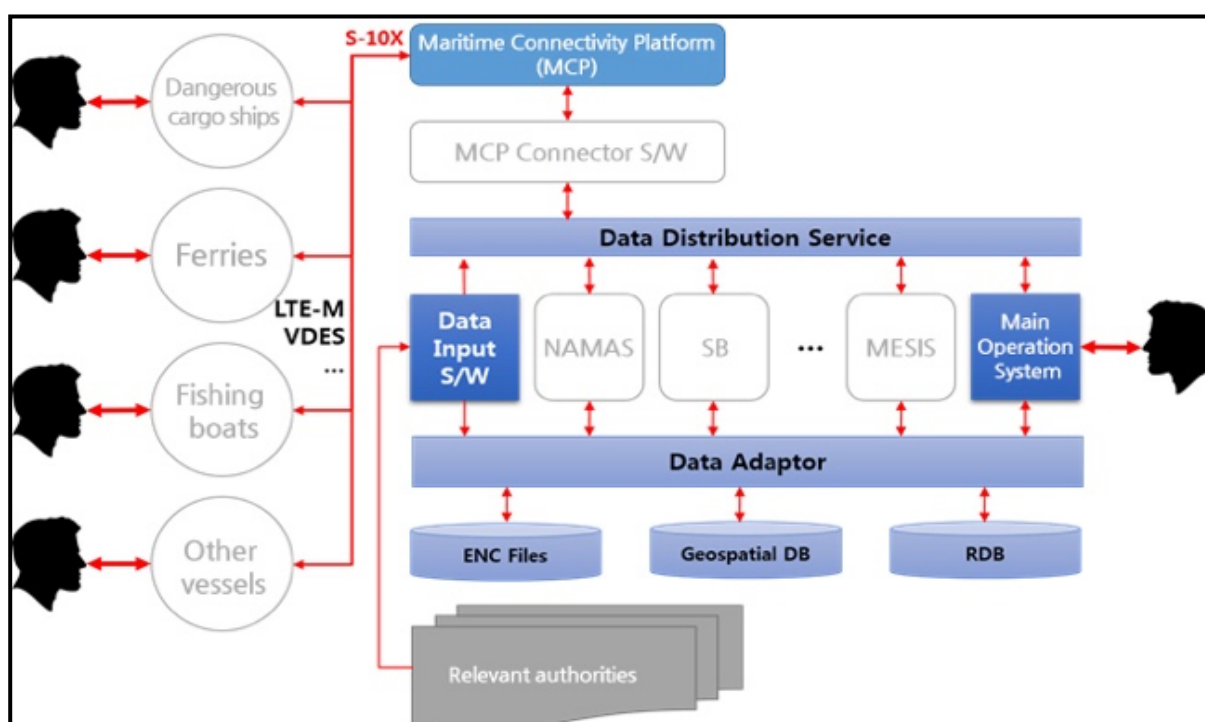 S-10X
Maritime Connectivity Platform
(MCP)
Dangerous
cargo ships
MCP Connector S/W
Ferries
Data Distribution Service
LTE-M
VDES
...
Data
Input
S/W
NAMAS
SB
...
MESIS
Main
Operation
System
Fishing
boats
Data Adaptor
Other
vessels
ENC Files
Geospatial DB
RDB
Relevant authorities